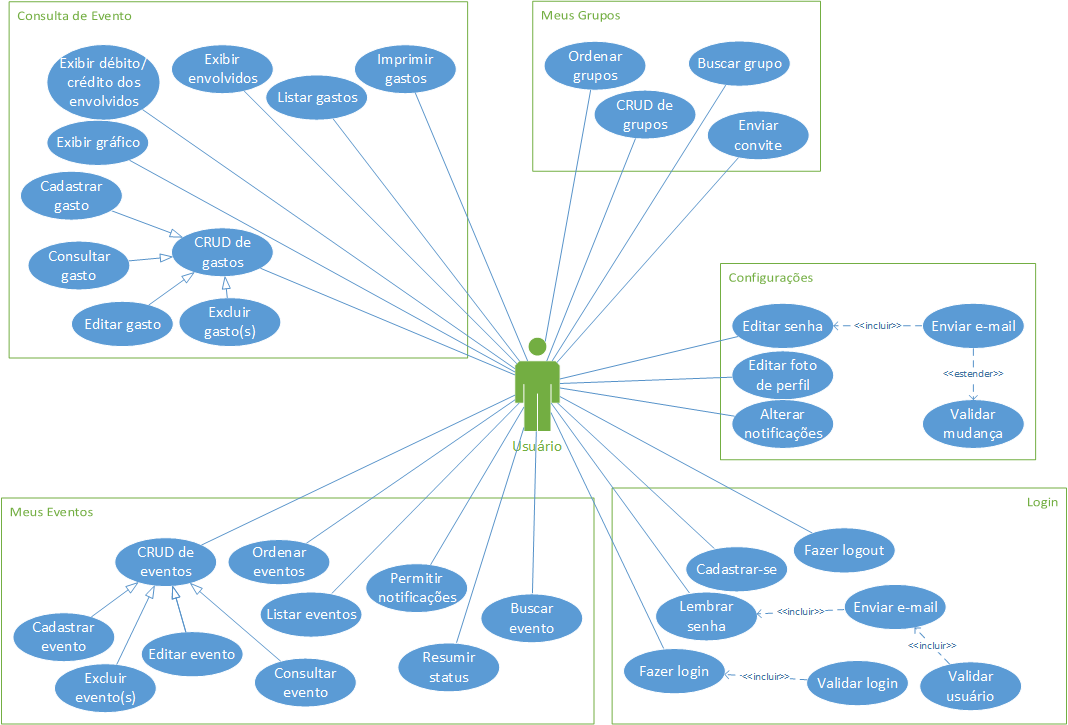 Consulta de Evento
Exibir débito/
crédito dos
envolvidos
Exibir
envolvidos
Listar gastos
Imprimir
gastos
Exibir gráfico
Cadastrar
gasto
CRUD de
gastos
Consultar
gasto
Editar gasto
Excluir
gasto(s)
Meus Grupos
Ordenar
grupos
Buscar grupo
CRUD de
grupos
Enviar
convite
Configurações
Editar senha
<<incluir>>
Enviar e-mail
Editar foto
de perfil
<<estender>>
Alterar
notificações
Validar
mudança
Usuário
Meus Eventos
CRUD de
eventos
Ordenar
eventos
Permitir
notificações
Listar eventos
Buscar
evento
Cadastrar
evento
Editar evento
Resumir
status
Excluir
evento(s)
Consultar
evento
Login
Fazer logout
Cadastrar-se
Lembrar
senha
<<incluir>>
Enviar e-mail
<<incluir>>
Fazer login
<<incluir>>
Validar login
Validar
usuário